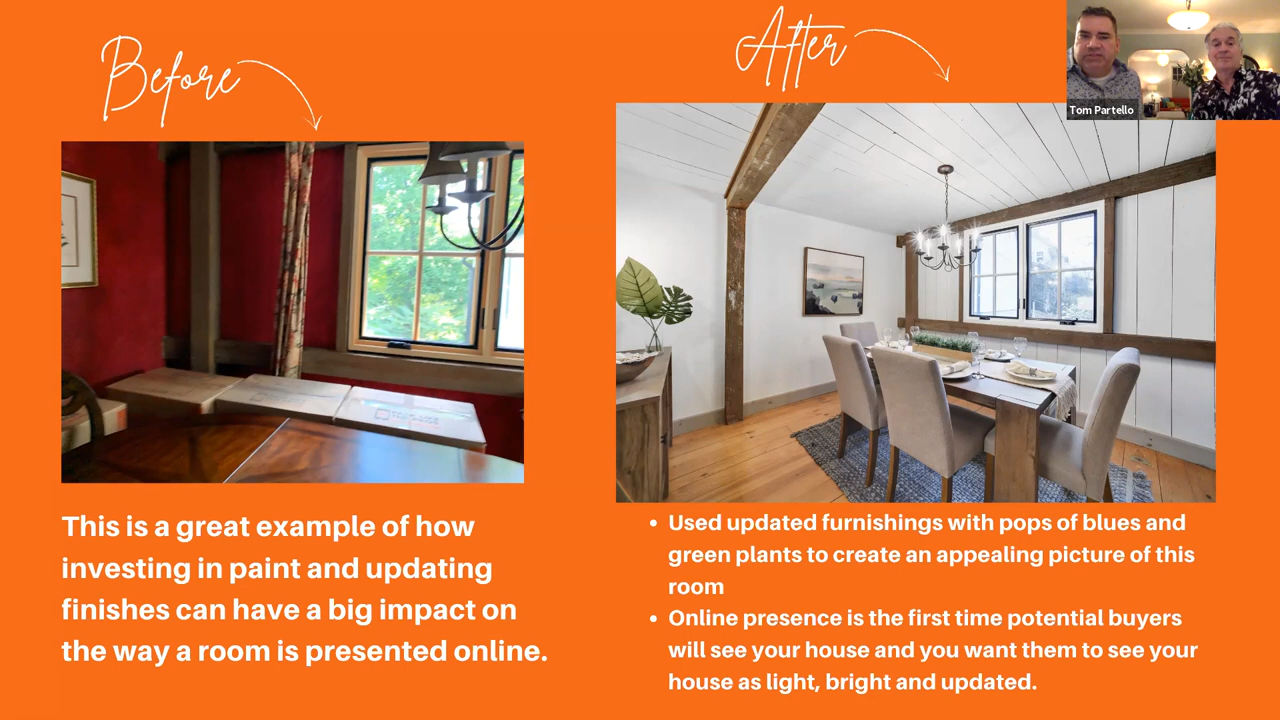 Before
After
Tom Partello
This is a great example of how
investing in paint and updating
finishes can have a big impact on
the way a room is presented online.
• Used updated furnishings with pops of blues and
green plants to create an appealing picture of this
room
• Online presence is the first time potential buyers
will see your house and you want them to see your
house as light, bright and updated.